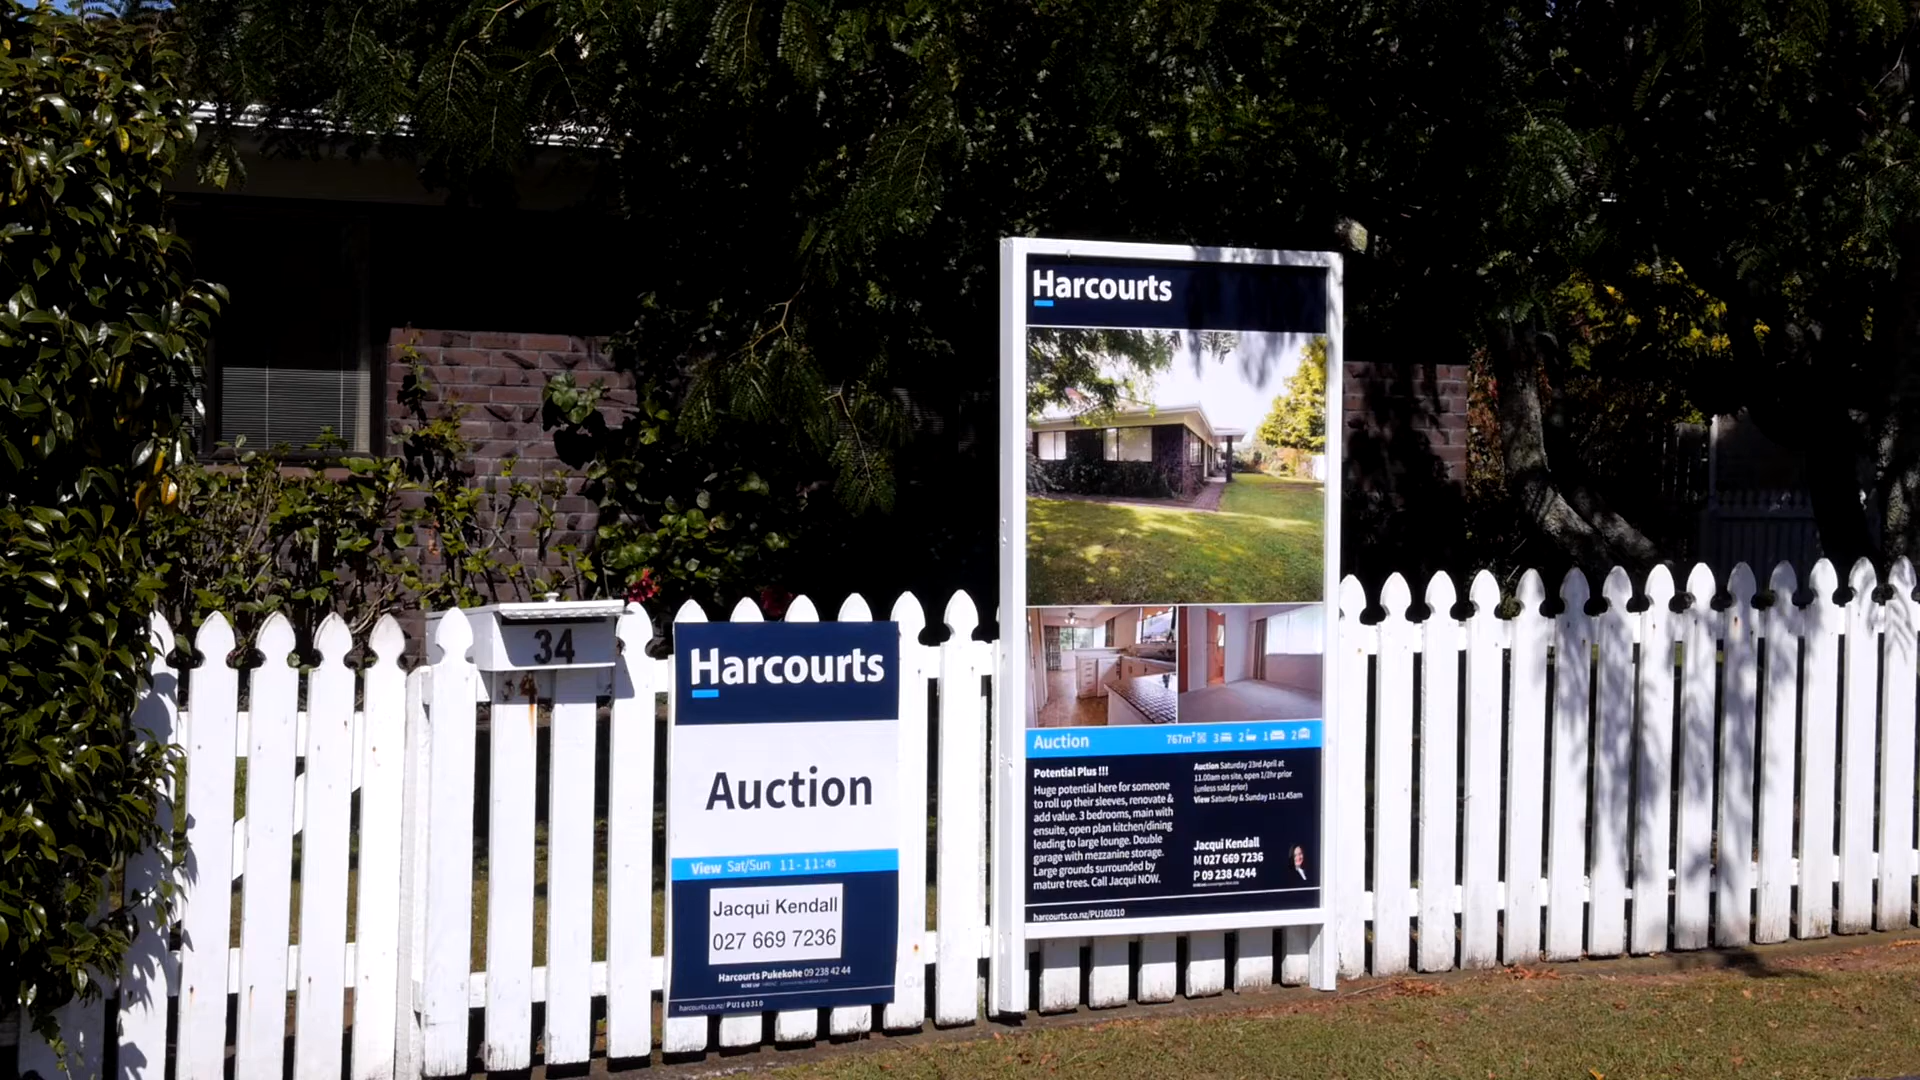 34
Harcourts
Auction
View Sat/Sun 11-11:45
Jacqui Kendall
027 669 7236
Harcourts Pukekohe 09 238 42 44
harcourts.co.nz/PU160310
Harcourts
Auction 767m² 3 2 1 2
Potential Plus !!!
Huge potential here for someone
to roll up their sleeves, renovate &
add value. 3 bedrooms, main with
ensuite, open plan kitchen/dining
leading to large lounge. Double
garage with mezzanine storage.
Large grounds surrounded by
mature trees. Call Jacqui NOW.
Auction Saturday 23rd April at
11.00am on site, open 1/2hr prior
(unless sold prior)
View Saturday & Sunday 11-11.45am
Jacqui Kendall
M 027 669 7236
P 09 238 4244
harcourts.co.nz/PU160310